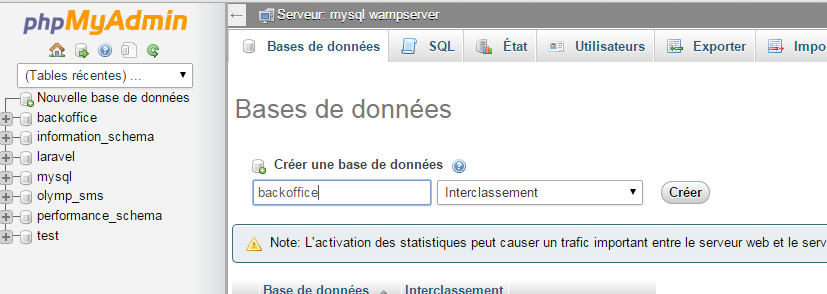 phpMyAdmin
(Tables récentes) ...
Nouvelle base de données
backoffice
information_schema
laravel
mysql
olymp_sms
performance_schema
test
Serveur: mysql wampserver
Bases de données
SQL
État
Utilisateurs
Exporter
Impo
Bases de données
Créer une base de données
backoffice
Interclassement
Créer
Note: L'activation des statistiques peut causer un trafic important entre le serveur web et le serv
Base de données
Interclassement